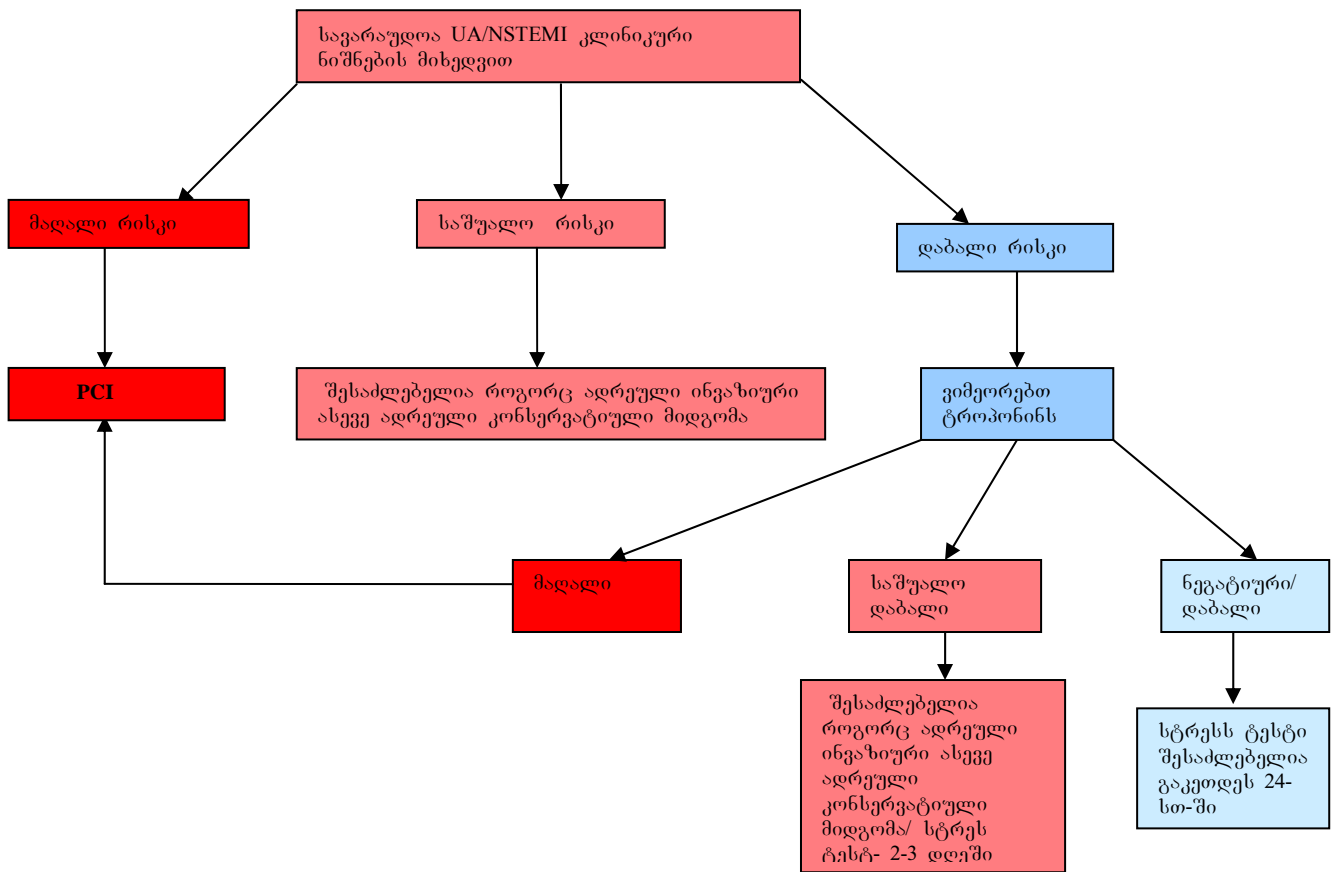 სავარაუდოა UA/NSTEMI კლინიკური
ნიშნების მიხედვით
მაღალი რისკი
საშუალო რისკი
დაბალი რისკი
PCI
შესაძლებელია როგორც ადრეული ინვაზიური
ასევე ადრეული კონსერვატიული მიდგომა
ვიმეორებთ
ტროპონინს
მაღალი
საშუალო
დაბალი
ნეგატიური/
დაბალი
შესაძლებელია
როგორც ადრეული
ინვაზიური ასევე
ადრეული
კონსერვატიული
მიდგომა/ სტრეს
ტესტ- 2-3 დღეში
სტრესს ტესტი
შესაძლებელია
გაკეთდეს 24-
სთ-ში